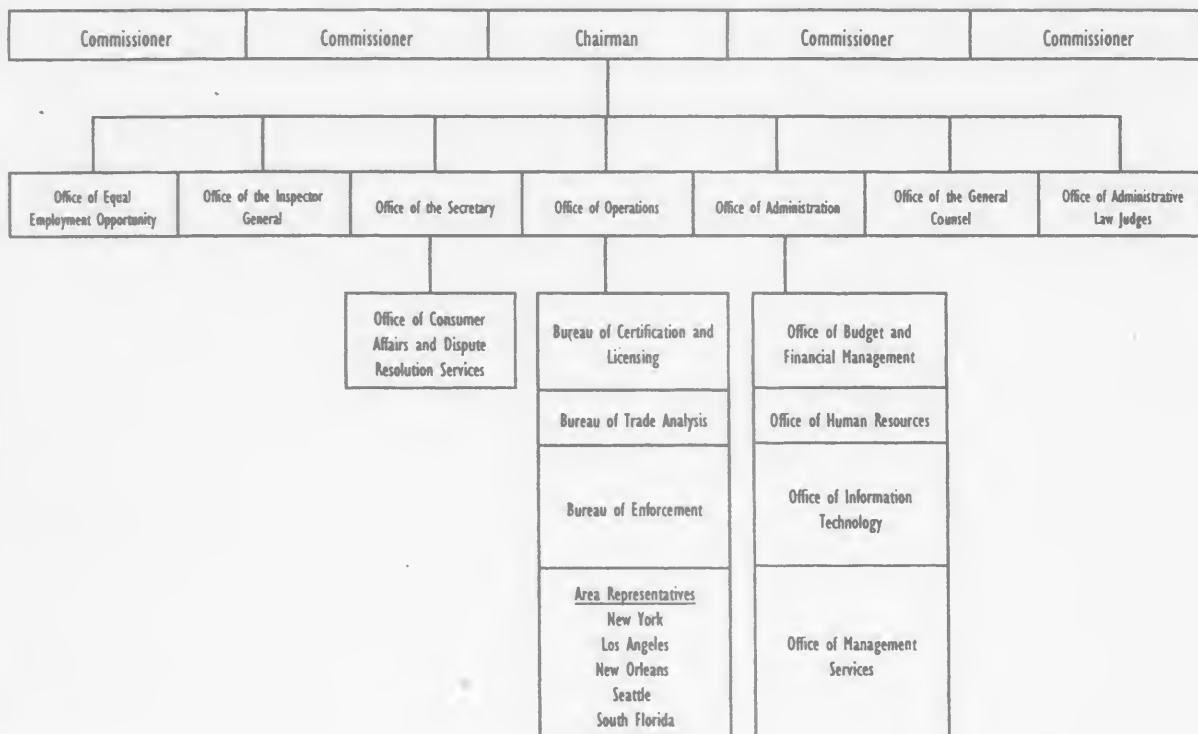 Commissioner
Commissioner
Chairman
Commissioner
Commissioner
Office of Equal
Employment Opportunity
Office of the Inspector
General
Office of the Secretary
Office of Operations
Office of Administration
Office of the General
Counsel
Office of Administrative
Law Judges
Office of Consumer
Affairs and Dispute
Resolution Services
Bureau of Certification and
Licensing
Bureau of Trade Analysis
Bureau of Enforcement
Area Representatives
New York
Los Angeles
New Orleans
Seattle
South Florida
Office of Budget and
Financial Management
Office of Human Resources
Office of Information
Technology
Office of Management
Services